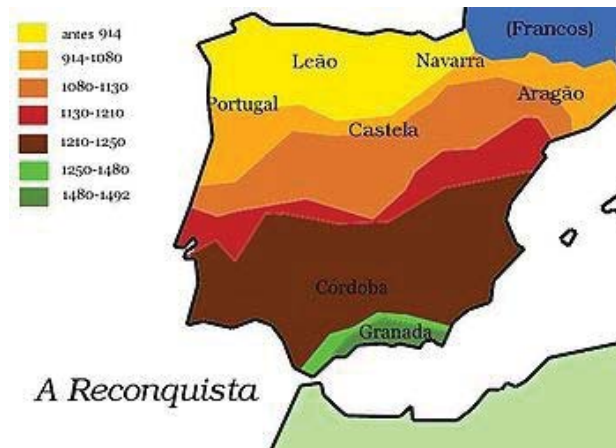 antes 914
914-1080
1080-1130
1130-1210
1210-1250
1250-1480
1480-1492
(Francos)
Leão
Navarra
Aragão
Portugal
Castela
Córdoba
Granada
A Reconquista